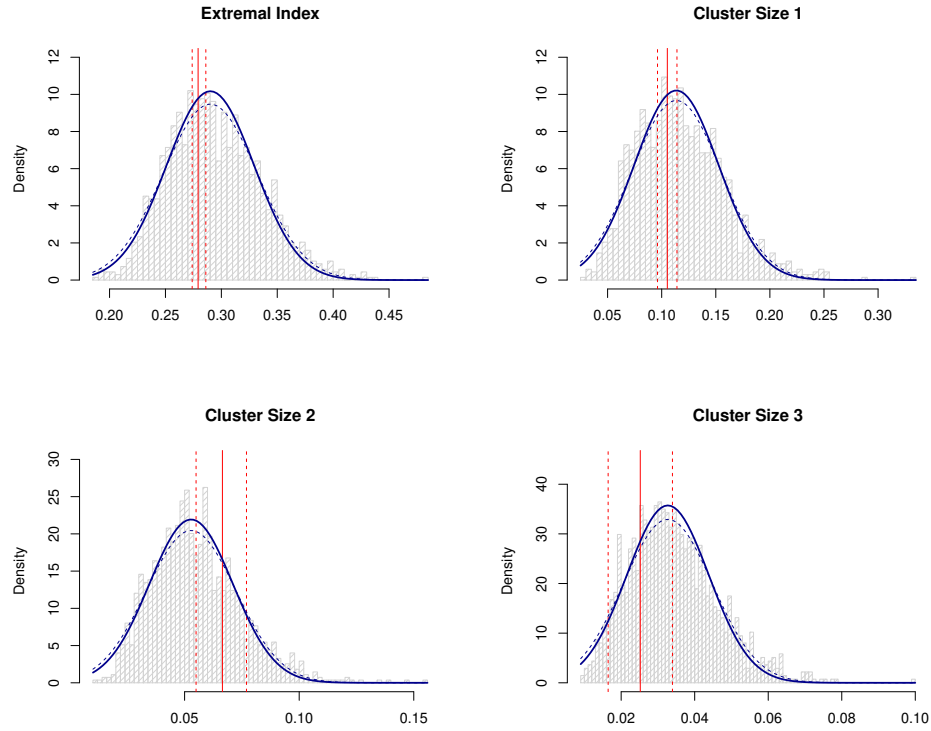 Extremal Index
Density
0 2 4 6 8 10 12
0.20 0.25 0.30 0.35 0.40 0.45
Cluster Size 1
Density
0 2 4 6 8 10 12
0.05 0.10 0.15 0.20 0.25 0.30
Cluster Size 2
Density
0 5 10 15 20 25 30
0.05 0.10 0.15
Cluster Size 3
Density
0 10 20 30 40
0.02 0.04 0.06 0.08 0.10